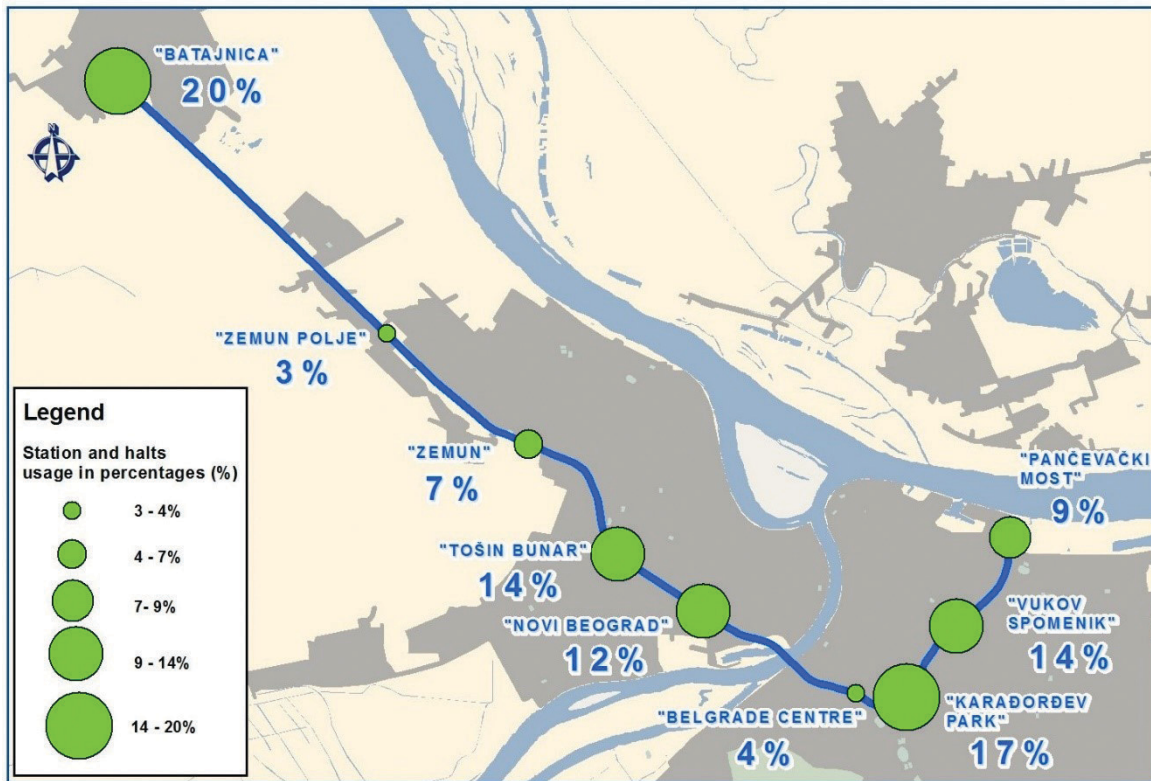 "BATAJNICA"
20%
N
"ZEMUN POLJE"
3%
"ZEMUN"
7%
"TOŠIN BUNAR"
14%
"NOVI BEOGRAD"
12%
"BELGRADE CENTRE"
4%
"KARAĐORĐEV
PARK"
17%
"VUKOV
SPOMENIK"
14%
"PANČEVAČKI
MOST"
9%
Legend
Station and halts
usage in percentages (%)
3 - 4%
4 - 7%
7- 9%
9 - 14%
14 - 20%